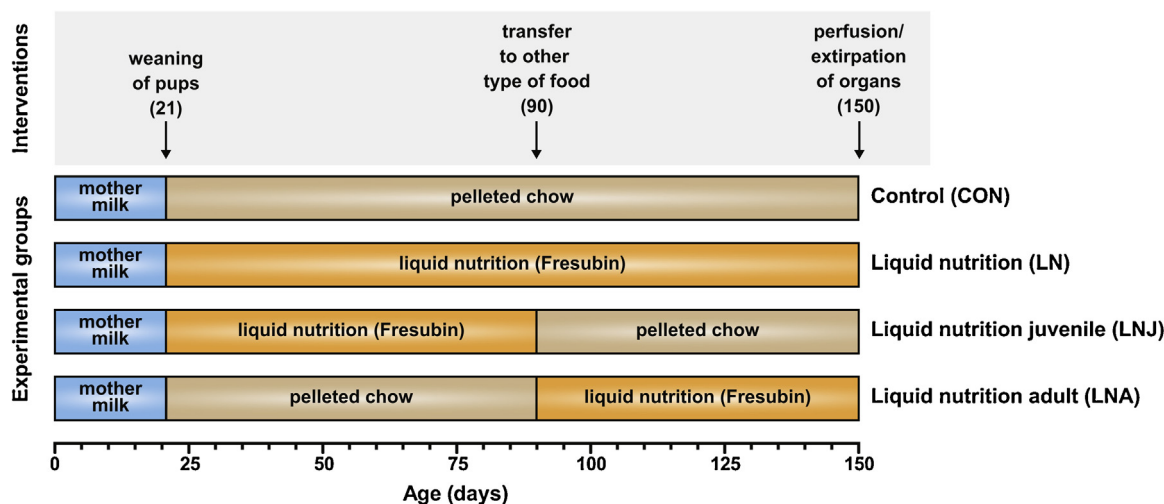 Interventions
weaning
of pups
(21)
transfer
to other
type of food
(90)
perfusion/
extirpation
of organs
(150)
Experimental groups
mother
milk
pelleted chow
Control (CON)
mother
milk
liquid nutrition (Fresubin)
Liquid nutrition (LN)
mother
milk
liquid nutrition (Fresubin)
pelleted chow
Liquid nutrition juvenile (LNJ)
mother
milk
pelleted chow
liquid nutrition (Fresubin)
Liquid nutrition adult (LNA)
0 25 50 75 100 125 150
Age (days)